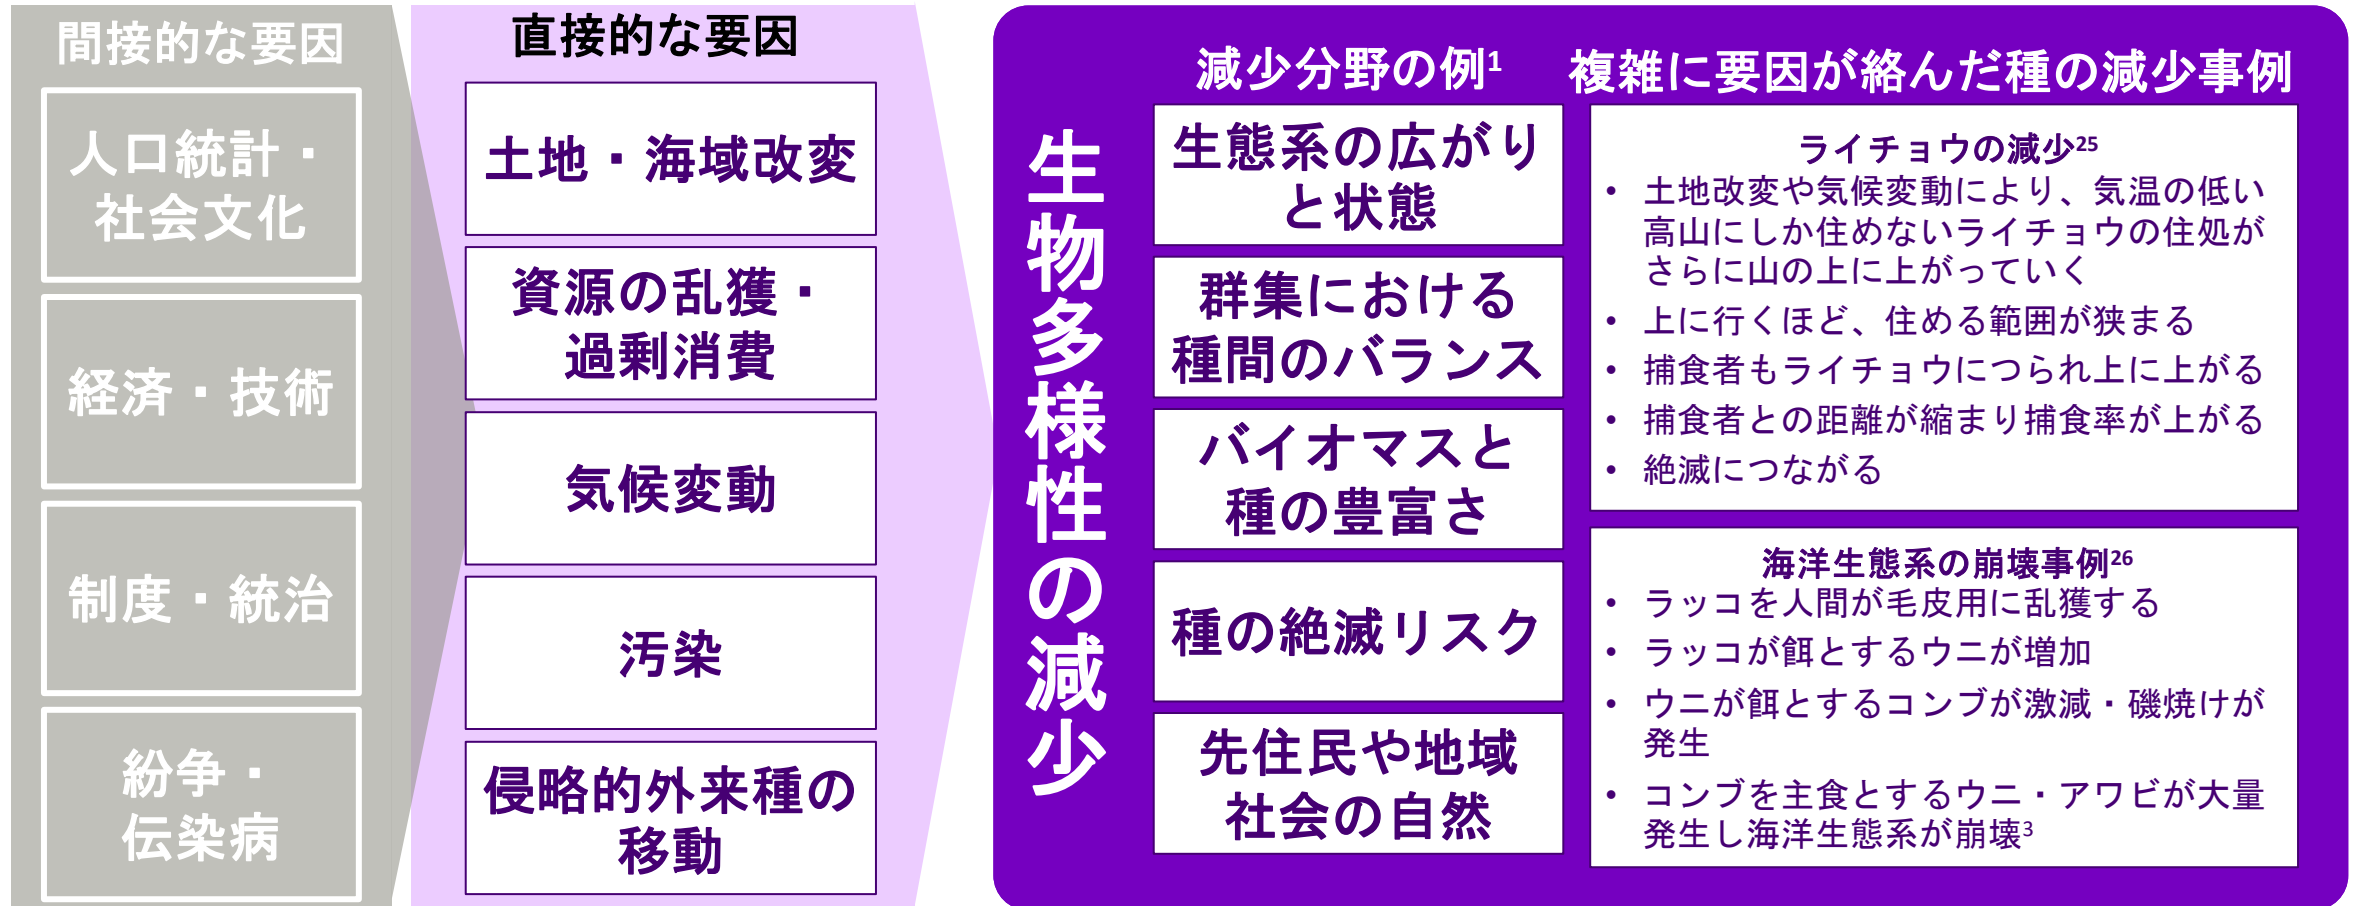 間接的な要因
人口統計・
社会文化
経済・技術
制度・統治
紛争・
伝染病
直接的な要因
土地・海域改変
資源の乱獲・
過剰消費
気候変動
汚染
侵略的外来種の
移動
生物多様性の減少
減少分野の例1
生態系の広がり
と状態
群集における
種間のバランス
バイオマスと
種の豊富さ
種の絶滅リスク
先住民や地域
社会の自然
複雑に要因が絡んだ種の減少事例
ライチョウの減少25
• 土地改変や気候変動により、気温の低い
高山にしか住めないライチョウの住処が
さらに山の上に上がっていく
• 上に行くほど、住める範囲が狭まる
• 捕食者もライチョウにつられ上に上がる
• 捕食者との距離が縮まり捕食率が上がる
• 絶滅につながる
海洋生態系の崩壊事例26
• ラッコを人間が毛皮用に乱獲する
• ラッコが餌とするウニが増加
• ウニが餌とするコンブが激減・磯焼けが
発生
• コンブを主食とするウニ・アワビが大量
発生し海洋生態系が崩壊3